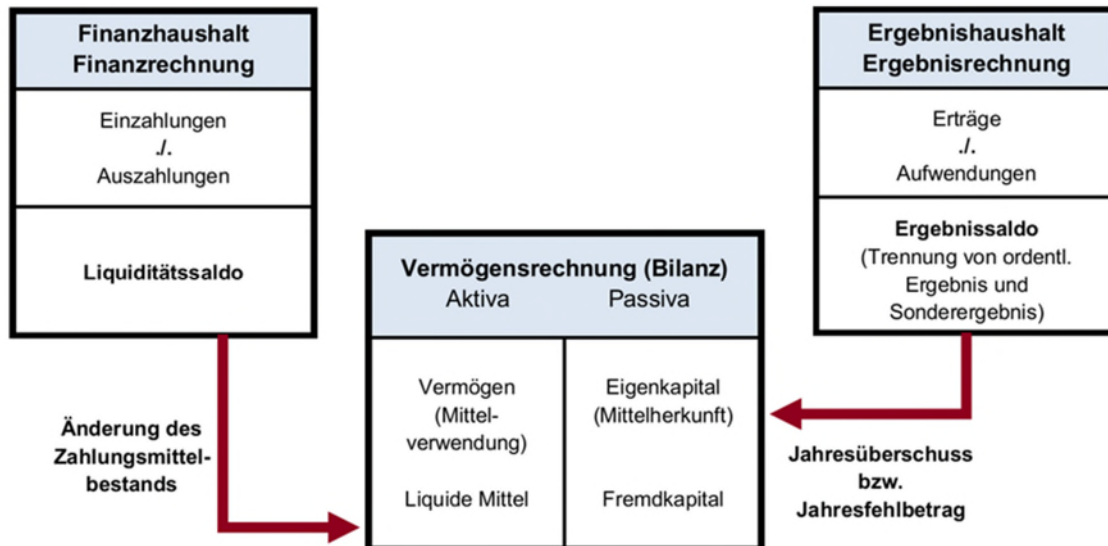 Finanzhaushalt
Finanzrechnung
Einzahlungen
./.
Auszahlungen
Liquiditätssaldo
Änderung des
Zahlungsmittel-
bestands
Vermögensrechnung (Bilanz)
Aktiva Passiva
Vermögen
(Mittel-
verwendung)
Liquide Mittel
Eigenkapital
(Mittelherkunft)
Fremdkapital
Ergebnishaushalt
Ergebnisrechnung
Erträge
./.
Aufwendungen
Ergebnissaldo
(Trennung von ordentl.
Ergebnis und
Sonderergebnis)
Jahresüberschuss
bzw.
Jahresfehlbetrag